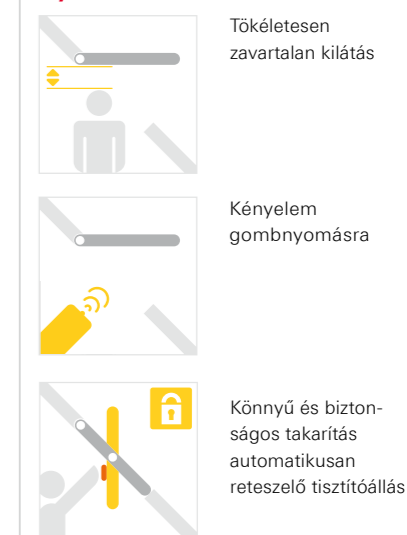 Tökéletesen
zavartalan kilátás
Kényelem
gombnyomásra
Könnyű és bizton-
ságos takarítás
automatikusan
reteszelő tisztítóállás